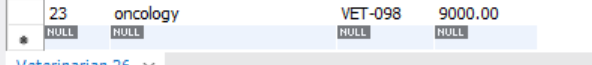 23 oncology VET-098 9000.00
NULL NULL NULL NULL
Veterinarian 26